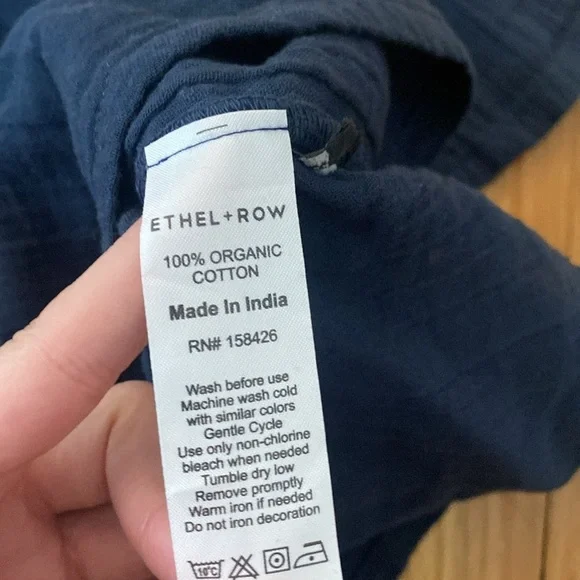 ETHEL+ROW
100% ORGANIC
COTTON
Made In India
RN# 158426
Wash before use
Machine wash cold
with similar colors
Gentle Cycle
Use only non-chlorine
bleach when needed
Tumble dry low
Remove promptly
Warm iron if needed
Do not iron decoration
10°C